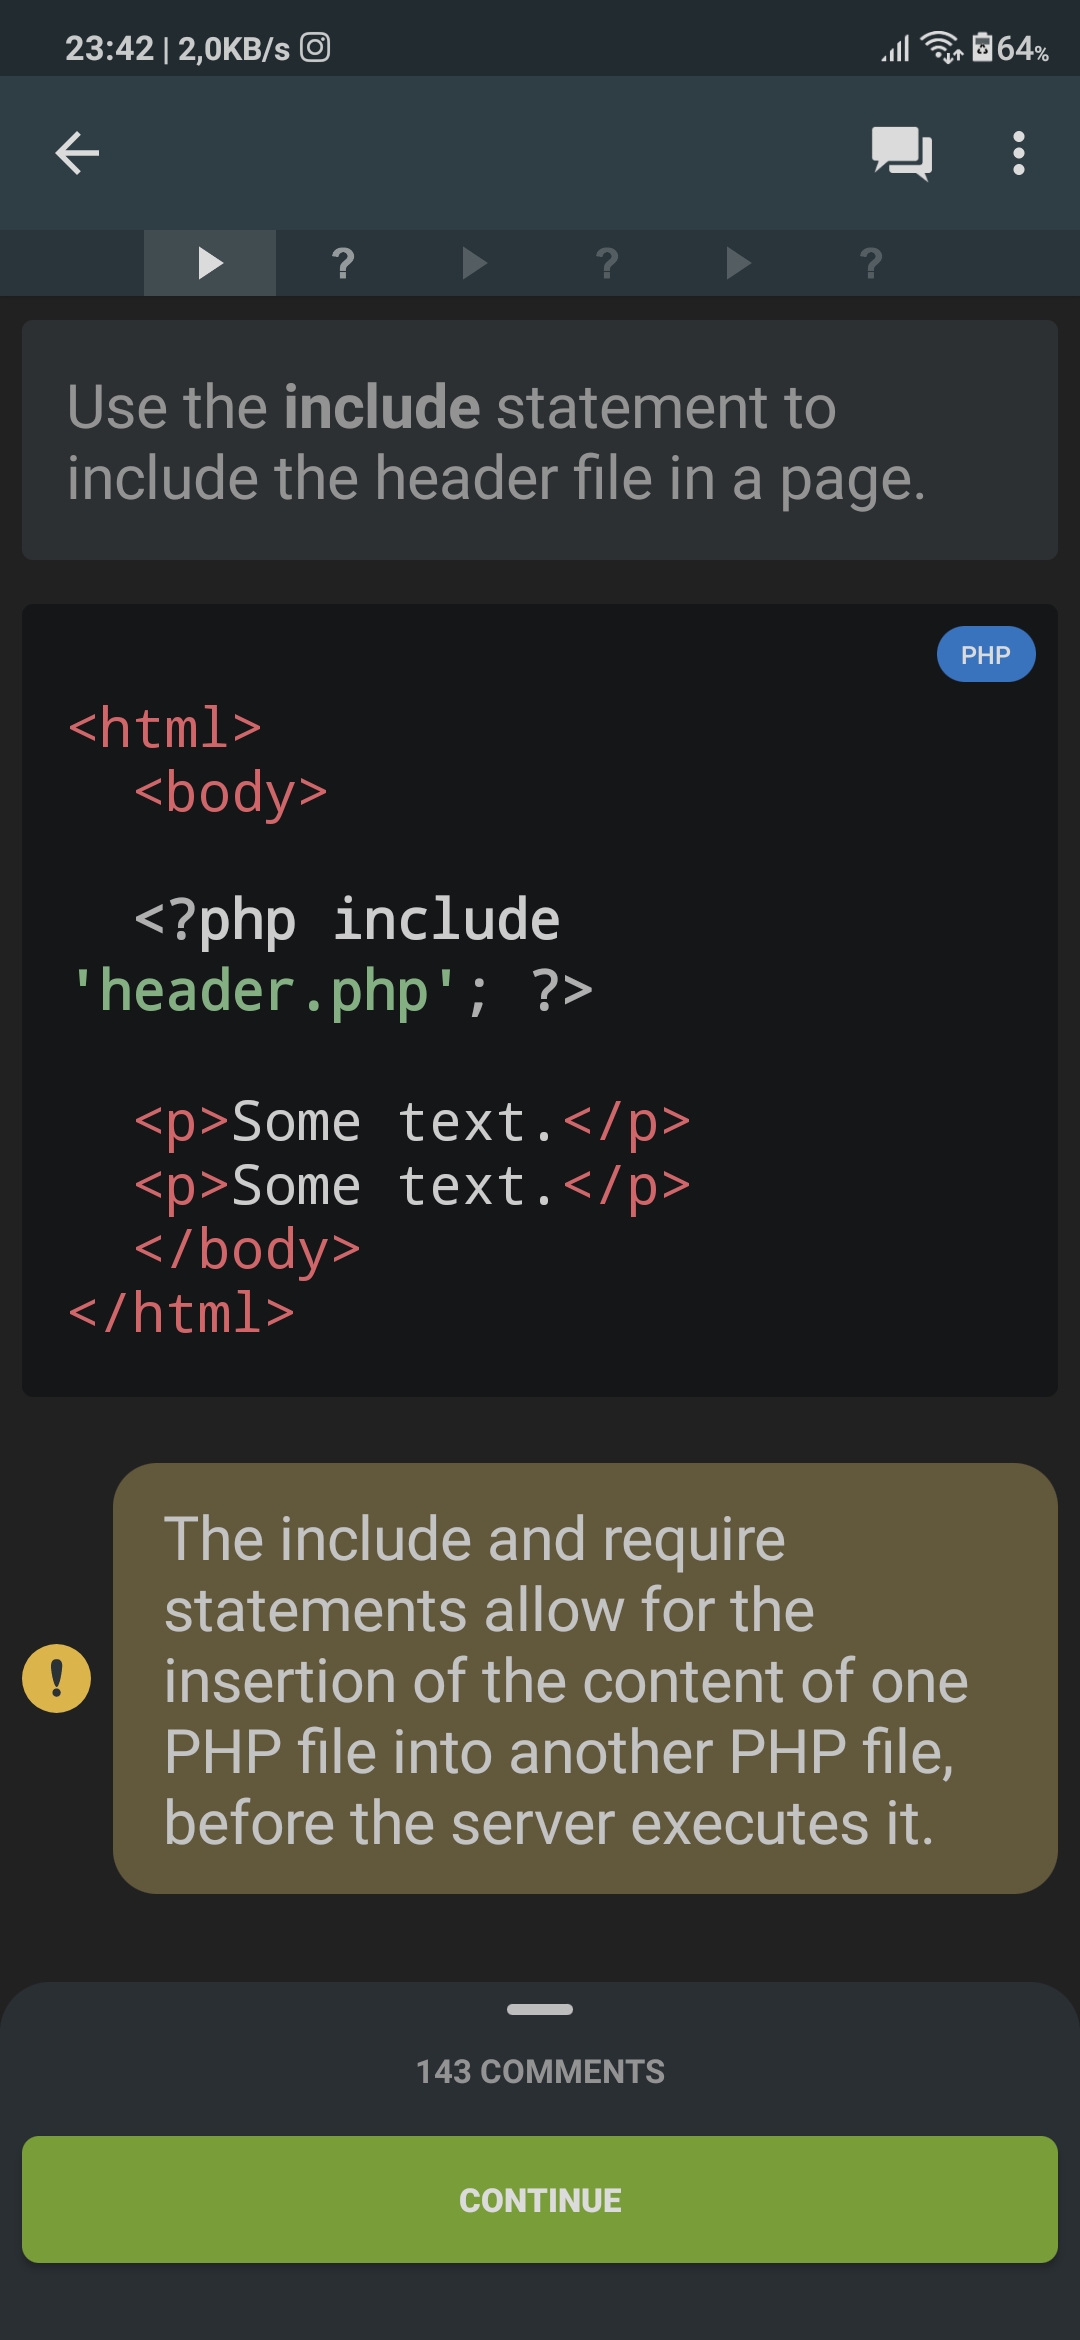 23:42 | 2,0KB/s 64%
? ? ?
Use the include statement to
include the header file in a page.
PHP
<html>
<body>
<?php include
'header.php'; ?>
<p>Some text.</p>
<p>Some text.</p>
</body>
</html>
The include and require
statements allow for the
insertion of the content of one
PHP file into another PHP file,
before the server executes it.
143 COMMENTS
CONTINUE